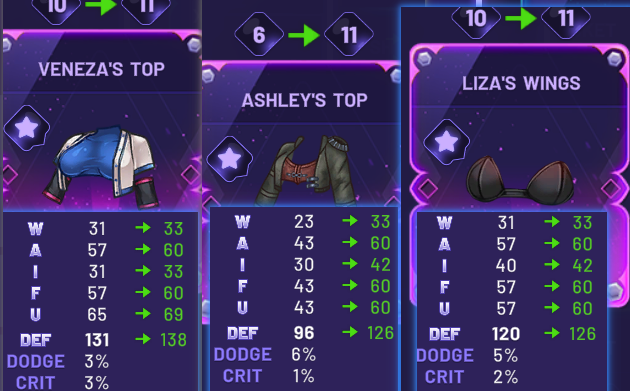 10 11
VENEZA'S TOP
W 31 33
A 57 60
I 31 33
F 57 60
U 65 69
DEF 131 138
DODGE 3%
CRIT 3%
6 11
ASHLEY'S TOP
W 23 33
A 43 60
I 30 42
F 43 60
U 43 60
DEF 96 126
DODGE 6%
CRIT 1%
10 11
LIZA'S WINGS
W 31 33
A 57 60
I 40 42
F 57 60
U 57 60
DEF 120 126
DODGE 5%
CRIT 2%